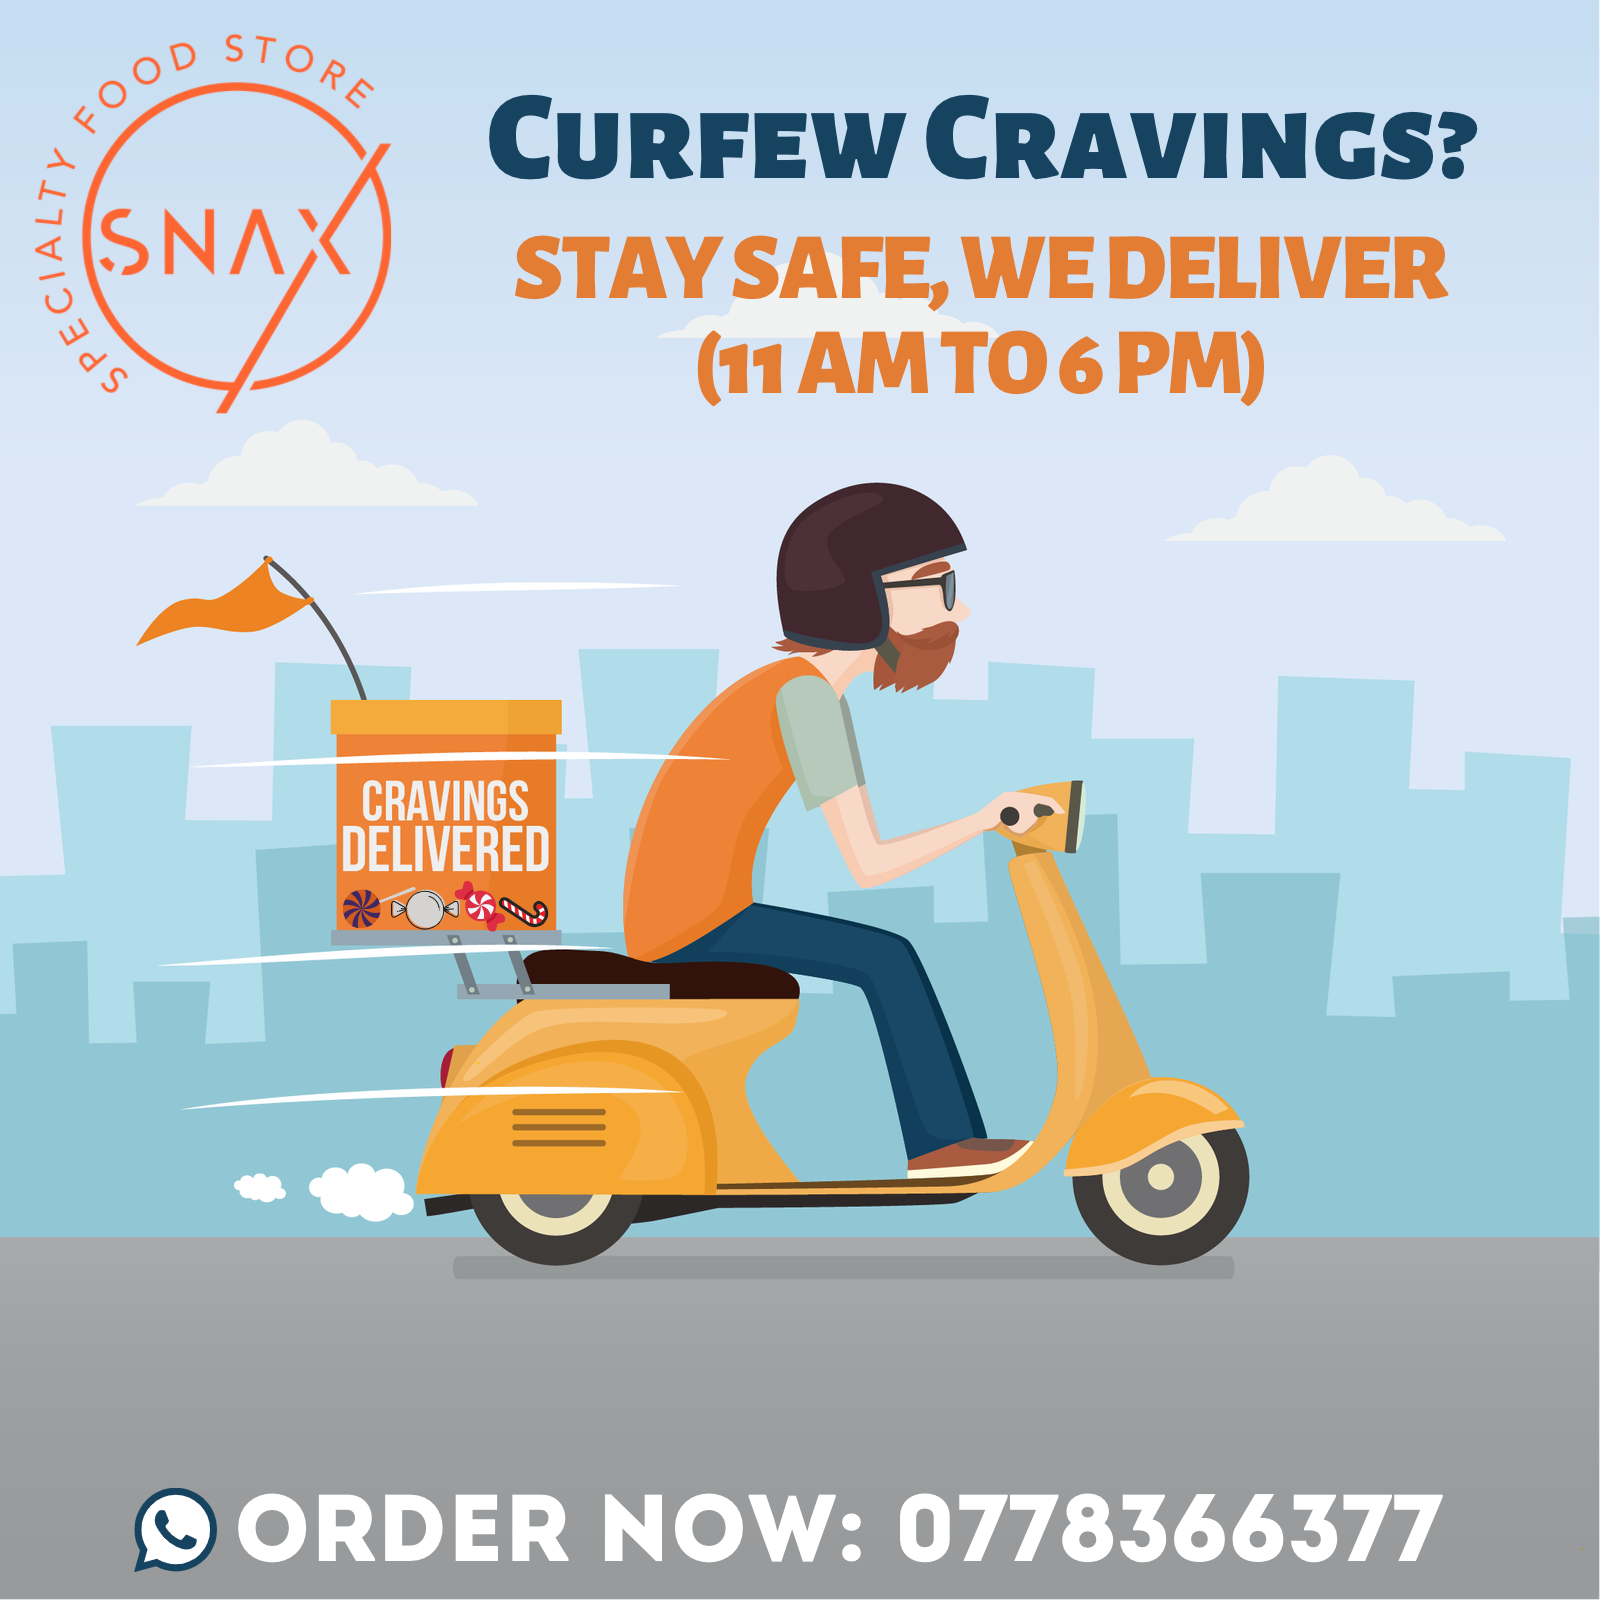 SPECIALTY FOOD STORE
SNAX
CURFEW CRAVINGS?
STAY SAFE, WE DELIVER
(11 AM TO 6 PM)
CRAVINGS
DELIVERED
ORDER NOW: 0778366377